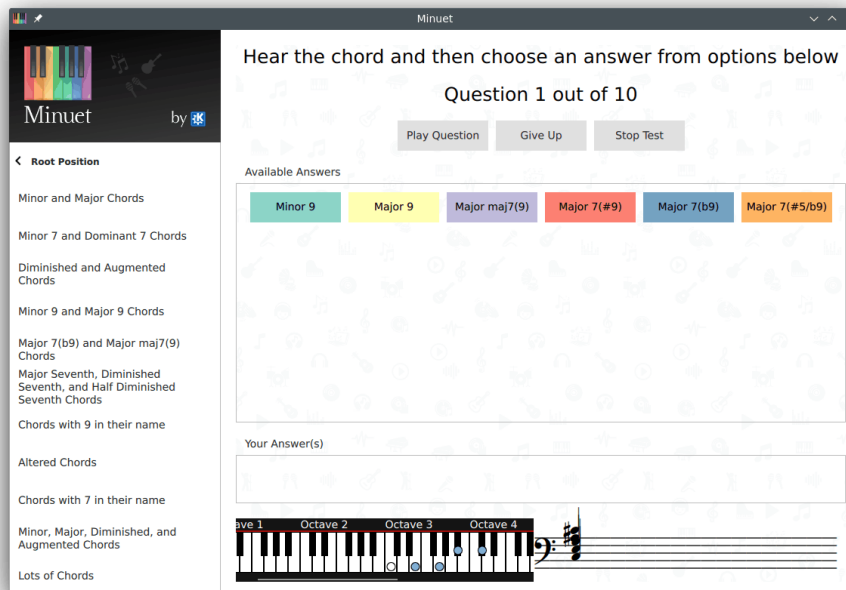 Minuet
Minuet
by
Root Position
Minor and Major Chords
Minor 7 and Dominant 7 Chords
Diminished and Augmented
Chords
Minor 9 and Major 9 Chords
Major 7(b9) and Major maj7(9)
Chords
Major Seventh, Diminished
Seventh, and Half Diminished
Seventh Chords
Chords with 9 in their name
Altered Chords
Chords with 7 in their name
Minor, Major, Diminished, and
Augmented Chords
Lots of Chords
Hear the chord and then choose an answer from options below
Question 1 out of 10
Play Question Give Up Stop Test
Available Answers
Minor 9 Major 9 Major maj7(9) Major 7(#9) Major 7(b9) Major 7(#5/b9)
Your Answer(s)
ave 1 Octave 2 Octave 3 Octave 4